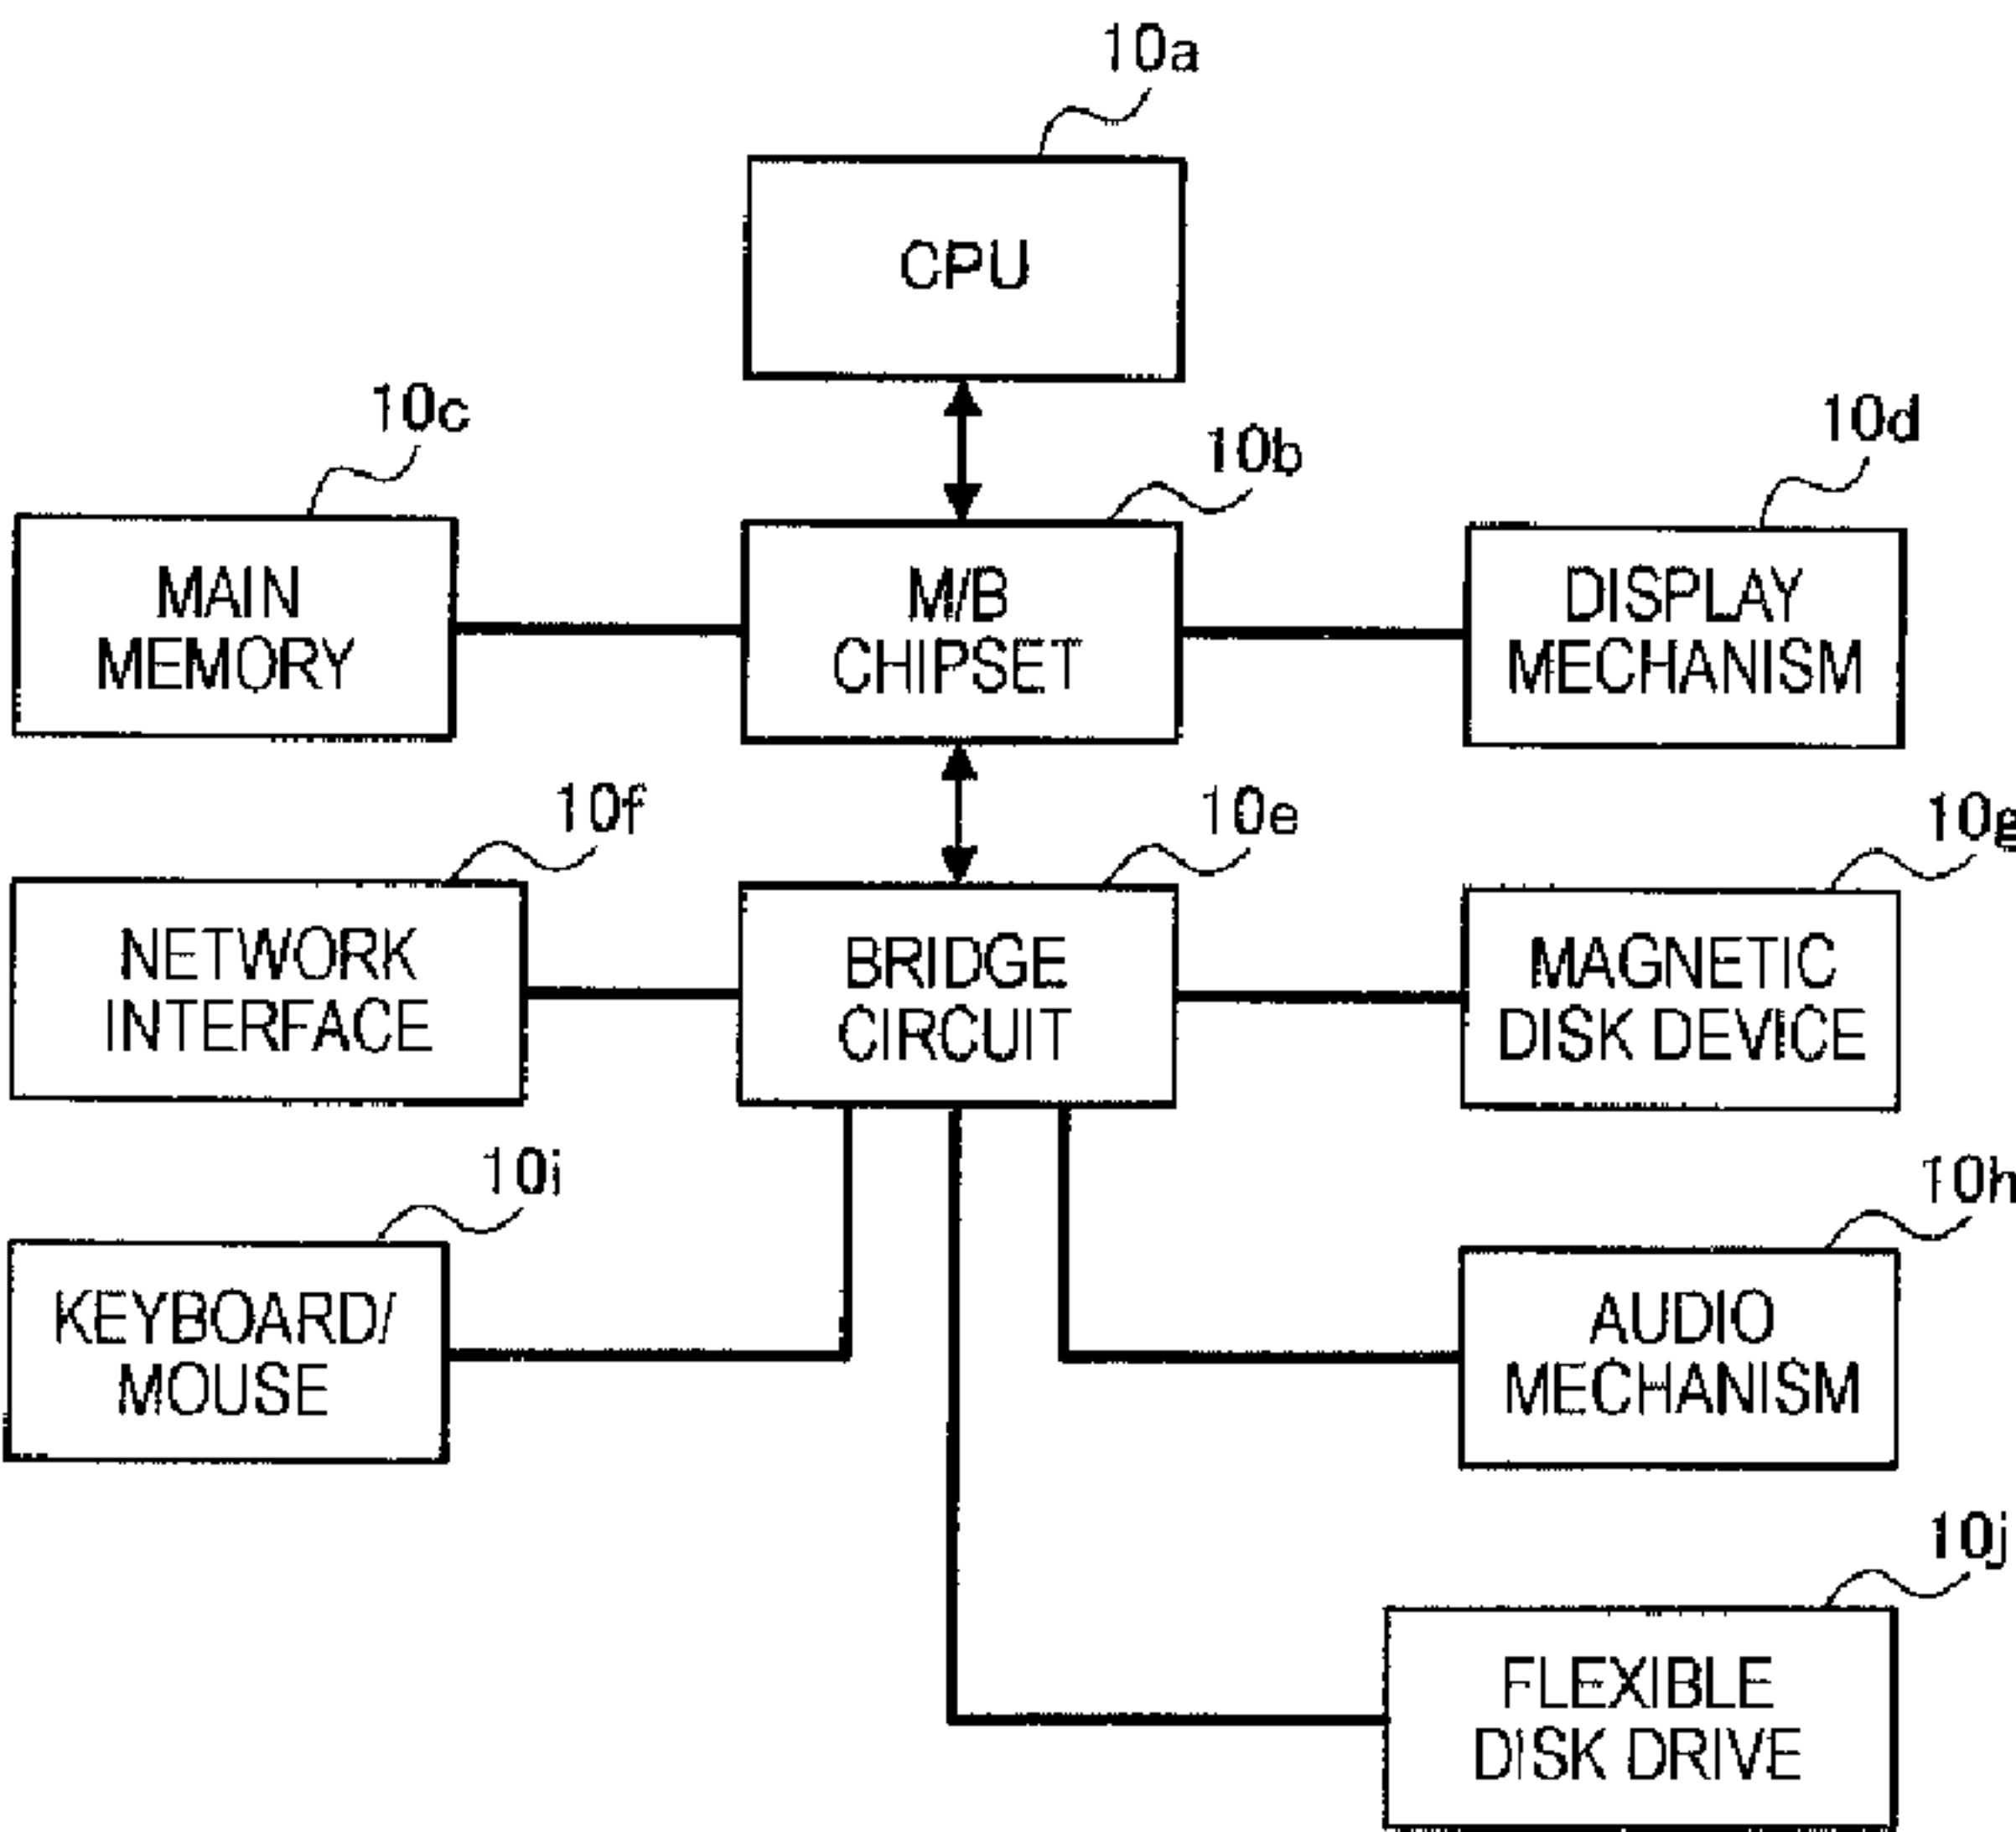 10a
CPU
10c
10b
10d
MAIN
MEMORY
M/B
CHIPSET
DISPLAY
MECHANISM
10f
10e
10g
NETWORK
INTERFACE
BRIDGE
CIRCUIT
MAGNETIC
DISK DEVICE
10i
10h
KEYBOARD/
MOUSE
AUDIO
MECHANISM
10j
FLEXIBLE
DISK DRIVE